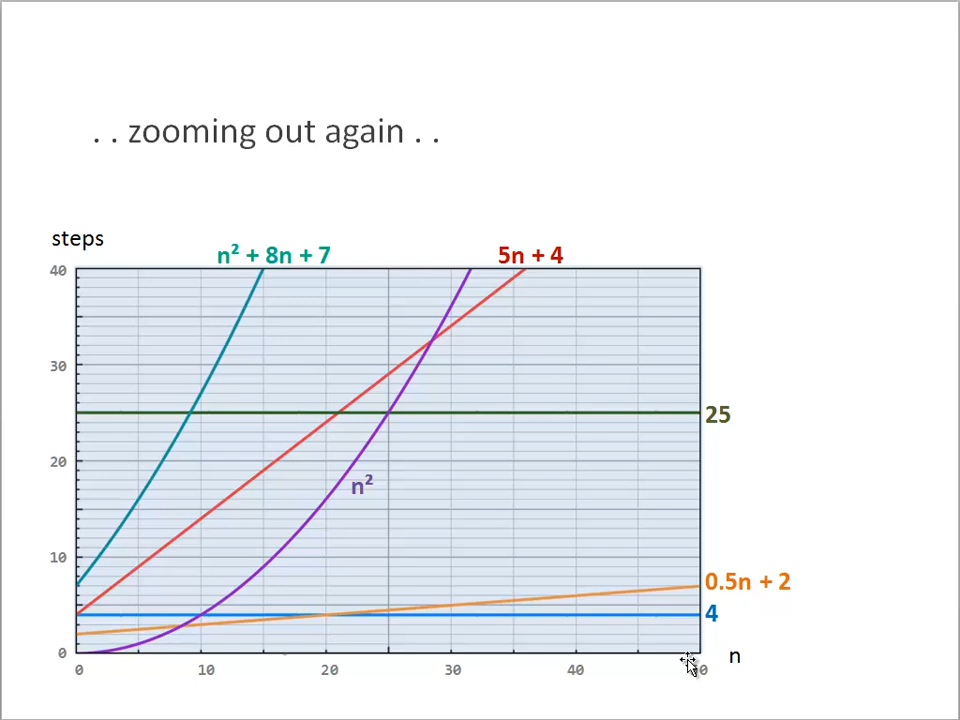 . . zooming out again . .
steps
n² + 8n + 7
5n + 4
40
30
25
20
n²
10
0.5n + 2
4
0
n
0
10
20
30
40